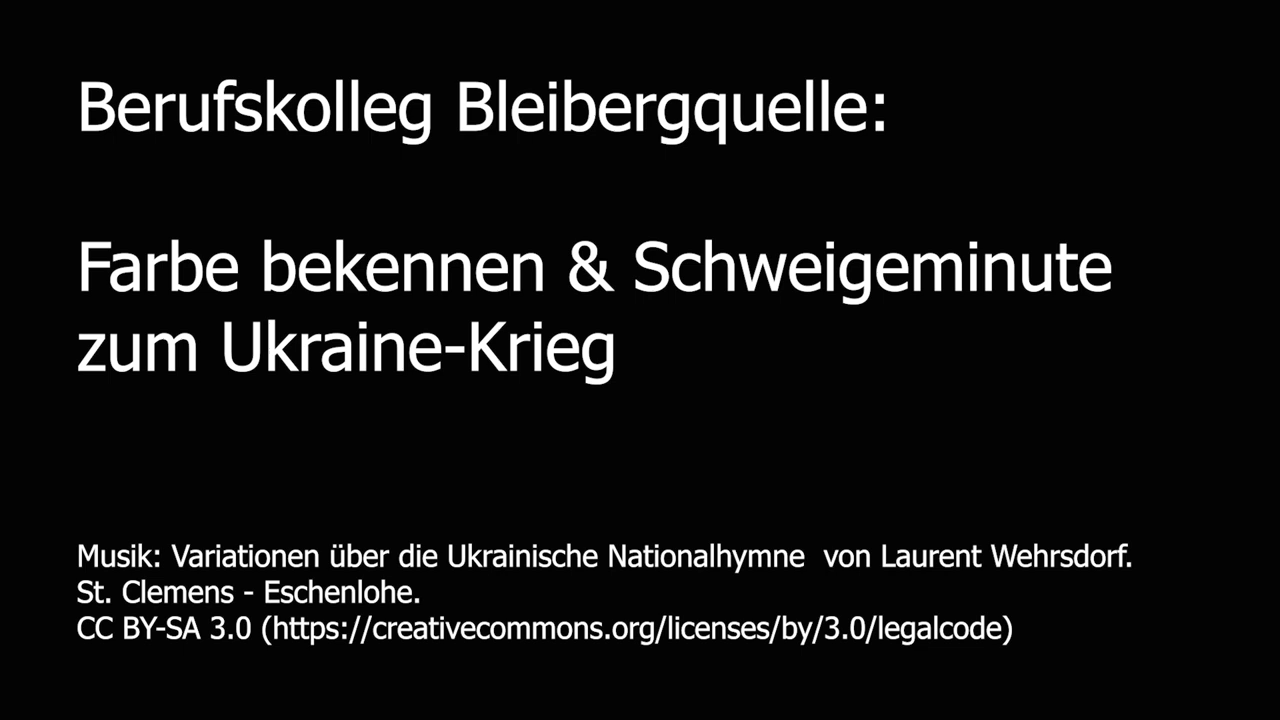 Berufskolleg Bleibergquelle:
Farbe bekennen & Schweigeminute
zum Ukraine-Krieg
Musik: Variationen über die Ukrainische Nationalhymne  von Laurent Wehrsdorf.
St. Clemens - Eschenlohe.
CC BY-SA 3.0 (https://creativecommons.org/licenses/by/3.0/legalcode)